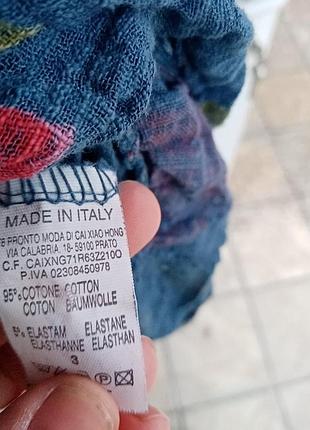 MADE IN ITALY
TB PRONTO MODA DI CAI XIAO HONG
VIA CALABRIA 18- 59100 PRATO
C.F. CAIXNG71R63Z210O
P.IVA 02308450978
95% COTONE COTTON
COTON BAUMWOLLE
5% ELASTAM ELASTANE
ELASTHANNE ELASTHAN
3